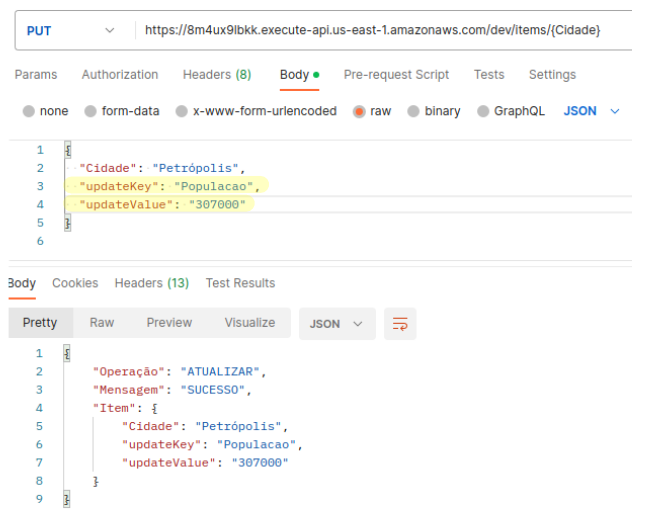 PUT https://8m4ux9lbkk.execute-api.us-east-1.amazonaws.com/dev/items/{Cidade}
Params Authorization Headers (8) Body Pre-request Script Tests Settings
none form-data x-www-form-urlencoded raw binary GraphQL JSON
1 {
2 "Cidade": "Petrópolis",
3 "updateKey": "Populacao",
4 "updateValue": "307000"
5 }
6
Body Cookies Headers (13) Test Results
Pretty Raw Preview Visualize JSON
1 {
2 "Operação": "ATUALIZAR",
3 "Mensagem": "SUCESSO",
4 "Item": {
5 "Cidade": "Petrópolis",
6 "updateKey": "Populacao",
7 "updateValue": "307000"
8 }
9 }